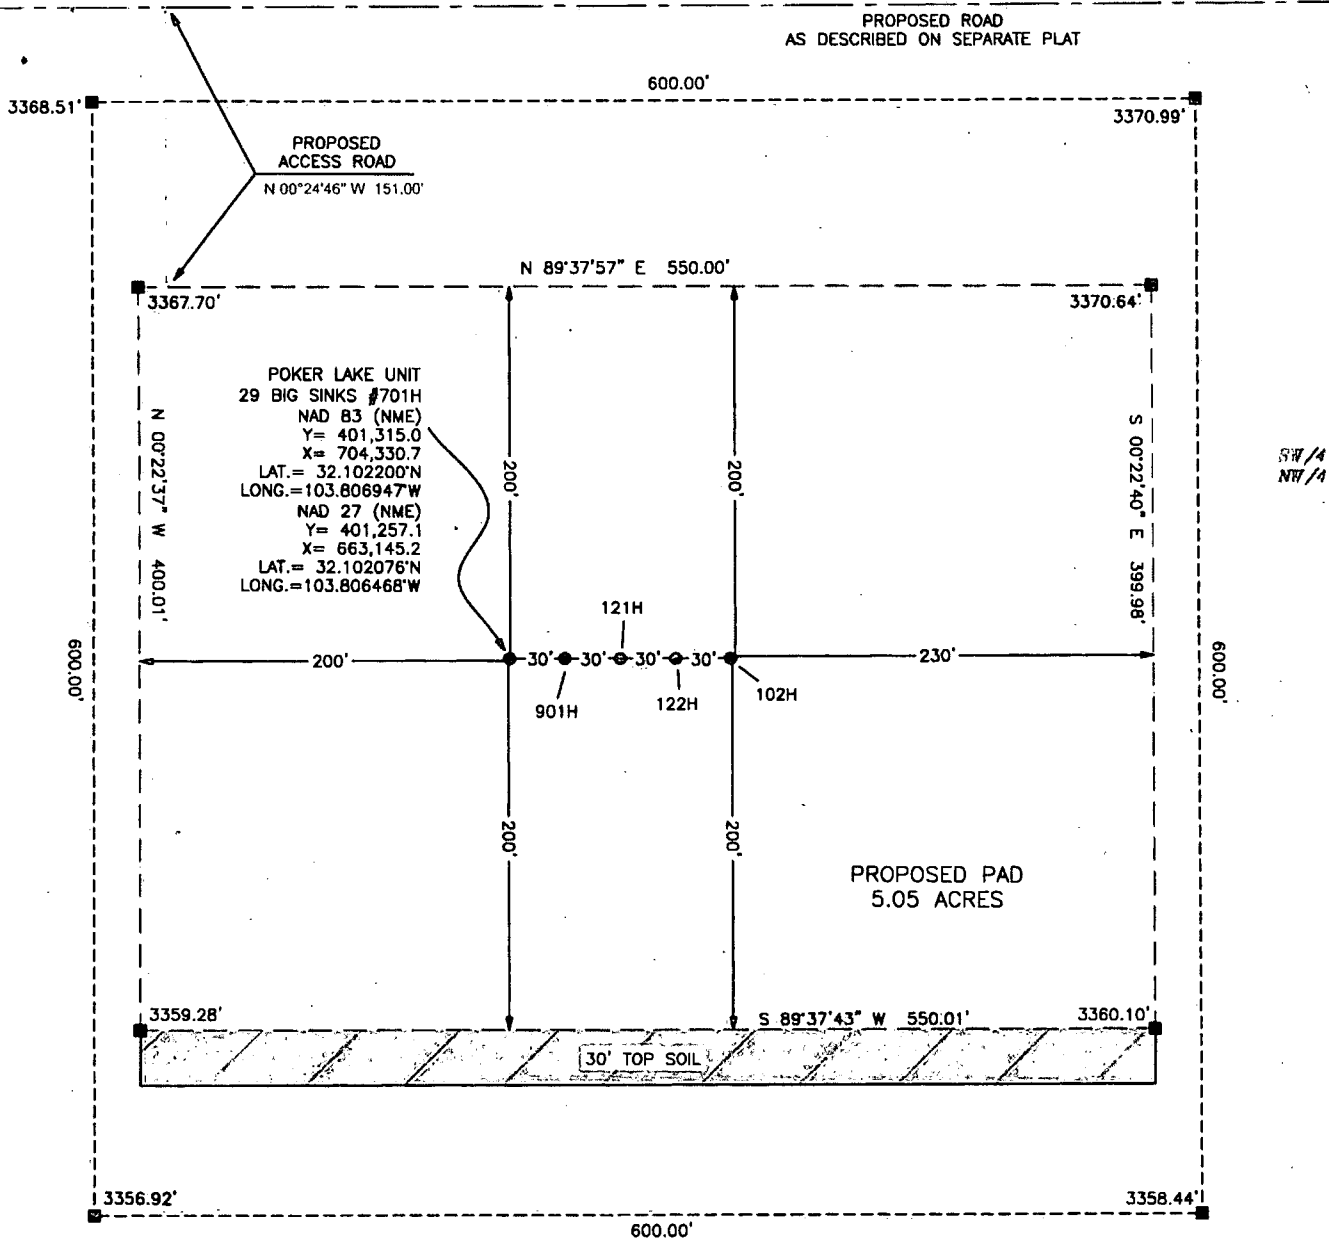 PROPOSED ROAD
AS DESCRIBED ON SEPARATE PLAT
600.00'
3368.51'
3370.99'
PROPOSED
ACCESS ROAD
N 00°24'46" W 151.00'
N 89°37'57" E 550.00'
3367.70'
3370.64'
POKER LAKE UNIT
29 BIG SINKS #701H
NAD 83 (NME)
Y= 401,315.0
X= 704,330.7
LAT.= 32.102200°N
LONG.=103.806947°W
NAD 27 (NME)
Y= 401,257.1
X= 663,145.2
LAT.= 32.102076°N
LONG.=103.806468°W
N 00°22'37" W 400.01'
200'
200'
S 00°22'40" E 399.98'
SW/4
NW/4
600.00'
200'
30'
30'
30'
30'
230'
600.00'
121H
901H
122H
102H
200'
200'
PROPOSED PAD
5.05 ACRES
3359.28'
S 89°37'43" W 550.01'
3360.10'
30' TOP SOIL
3356.92'
3358.44'
600.00'